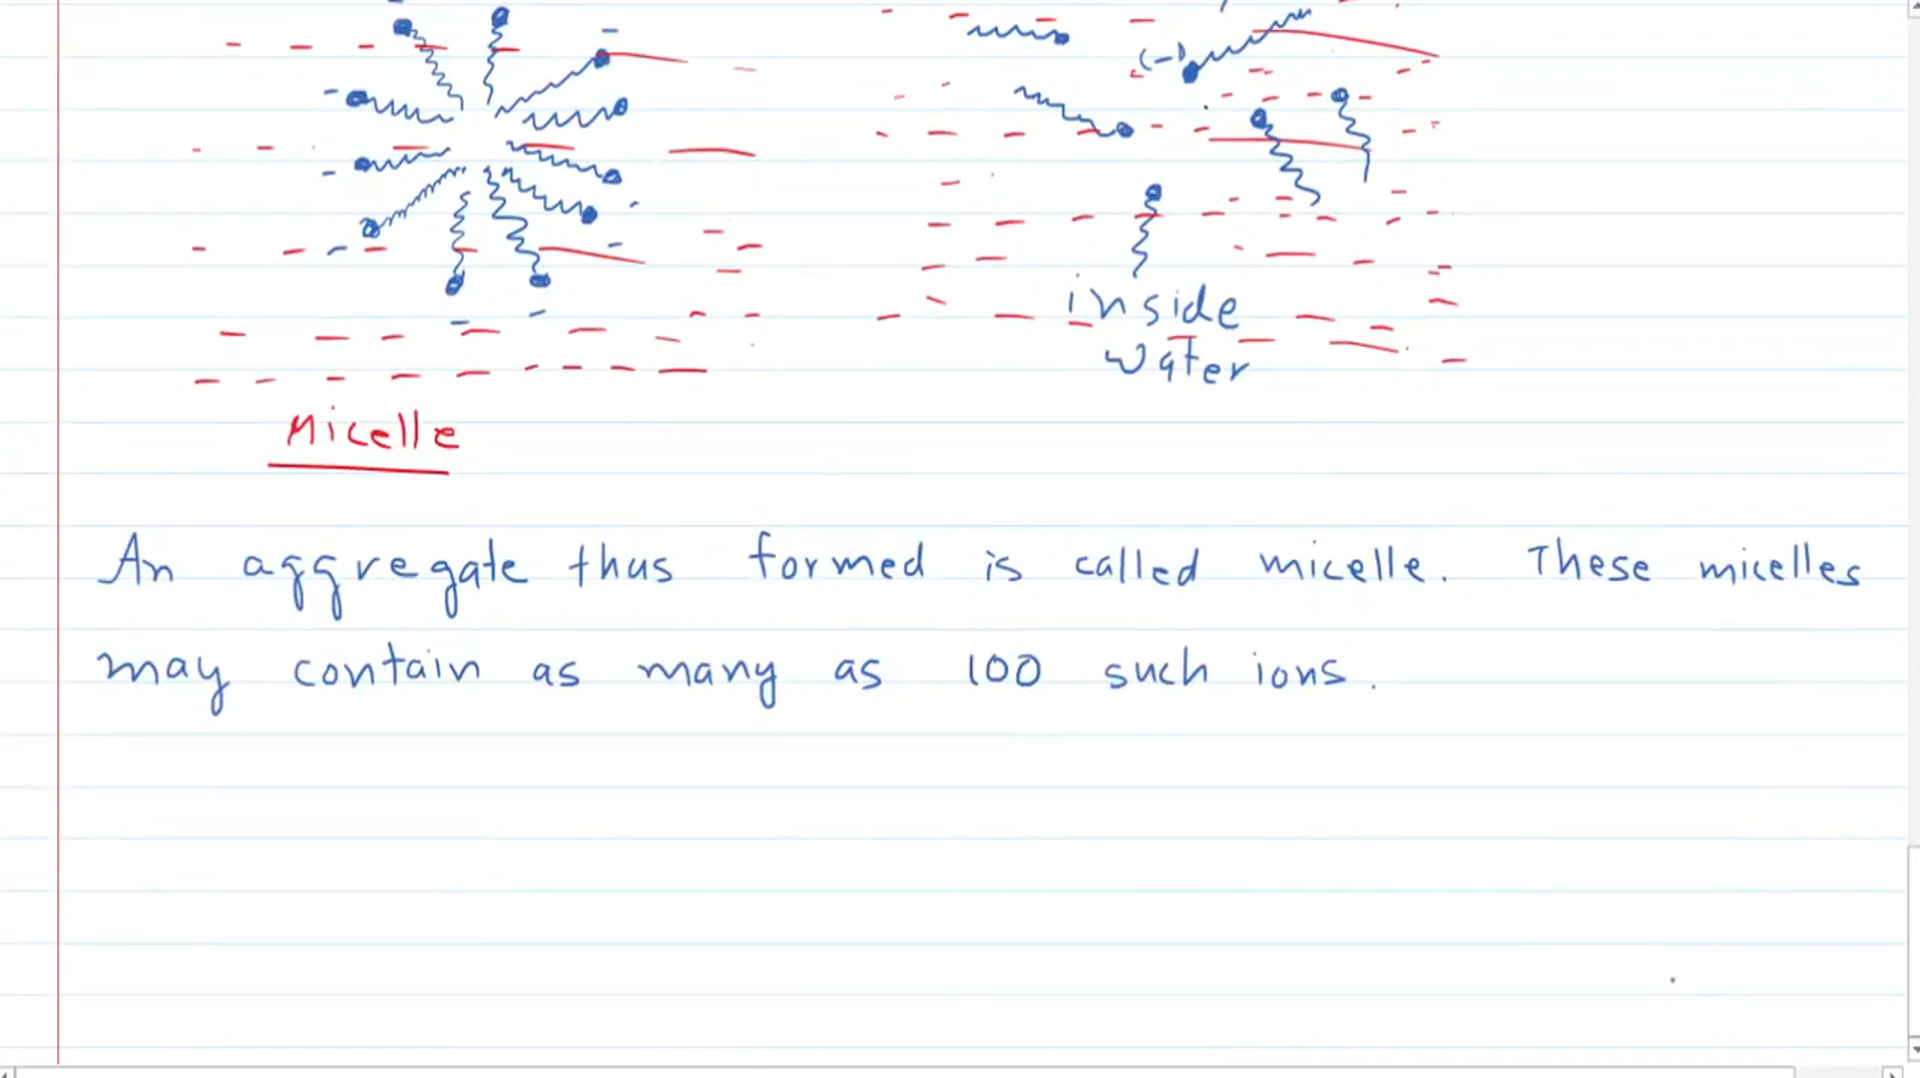 (-)
inside
water
Micelle
An aggregate thus formed is called micelle. These micelles
may contain as many as 100 such ions.